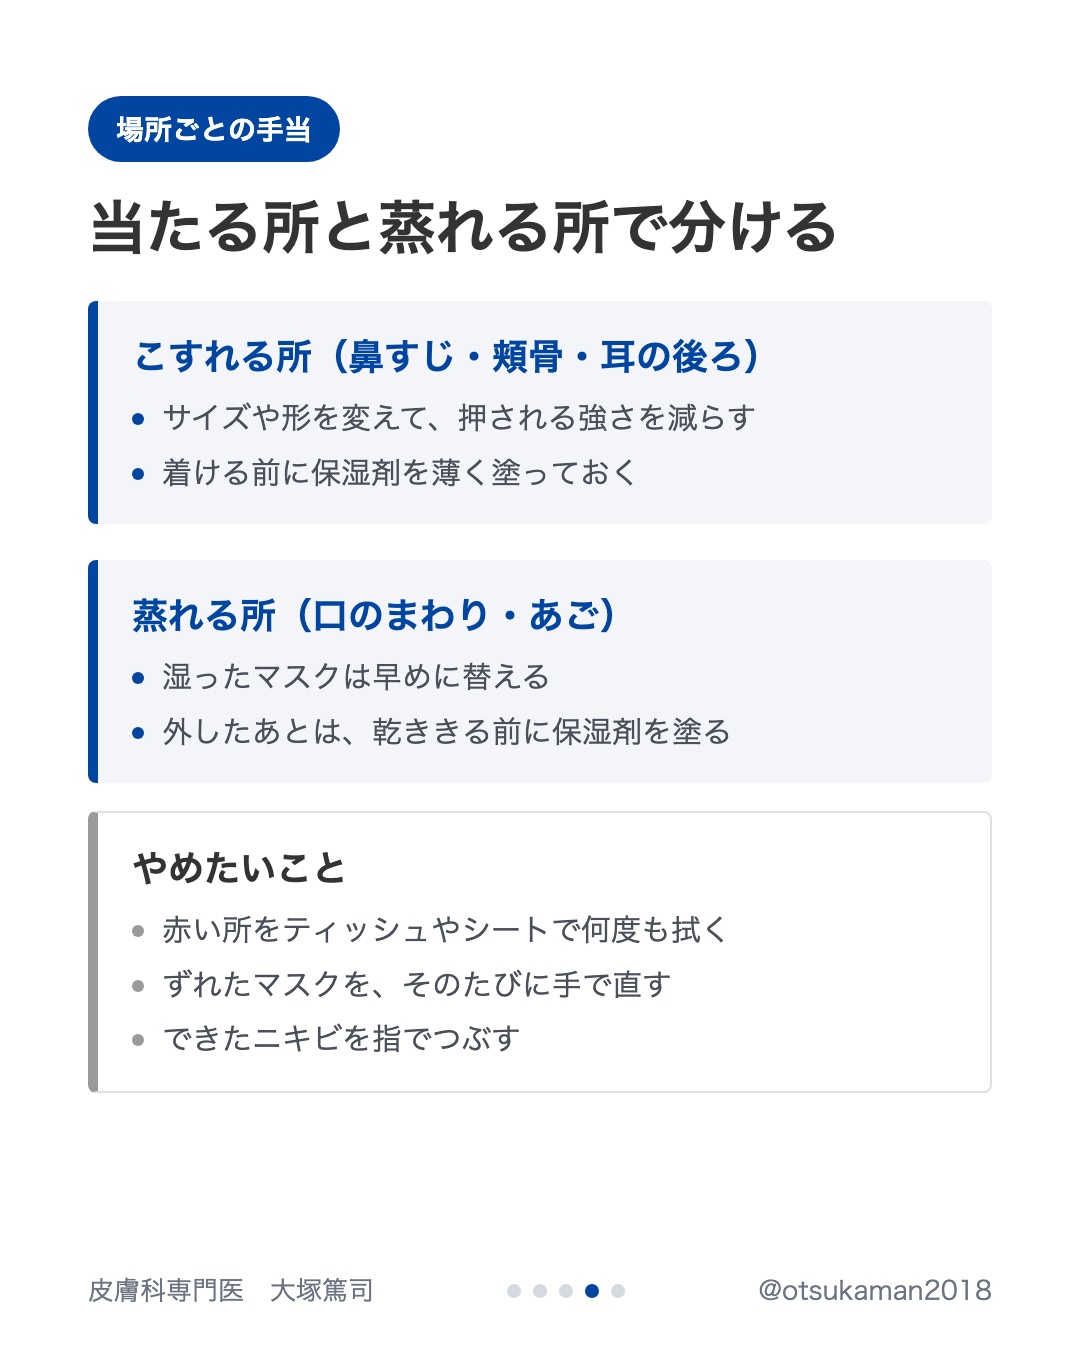 場所ごとの手当
当たる所と蒸れる所で分ける
こすれる所（鼻すじ・頬骨・耳の後ろ）
サイズや形を変えて、押される強さを減らす
着ける前に保湿剤を薄く塗っておく
蒸れる所（口のまわり・あご）
湿ったマスクは早めに替える
外したあとは、乾ききる前に保湿剤を塗る
やめたいこと
赤い所をティッシュやシートで何度も拭く
ずれたマスクを、そのたびに手で直す
できたニキビを指でつぶす
皮膚科専門医　大塚篤司
@otsukaman2018